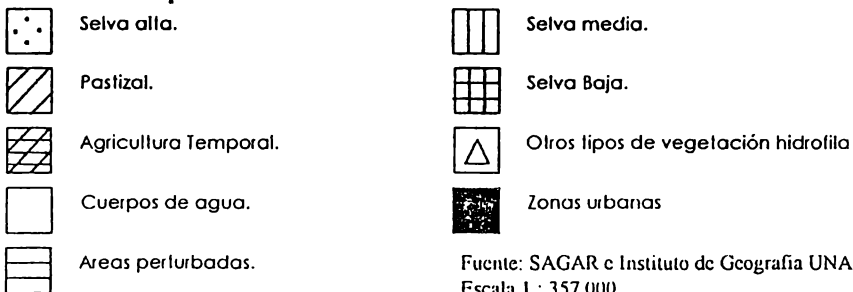 Selva alta.
Selva media.
Pastizal.
Selva Baja.
Agricultura Temporal.
Otros tipos de vegetación hidrofila
Cuerpos de agua.
Zonas urbanas
Areas perturbadas.
Fuente: SAGAR e Instituto de Geografia UNA
Escala 1 : 357 000